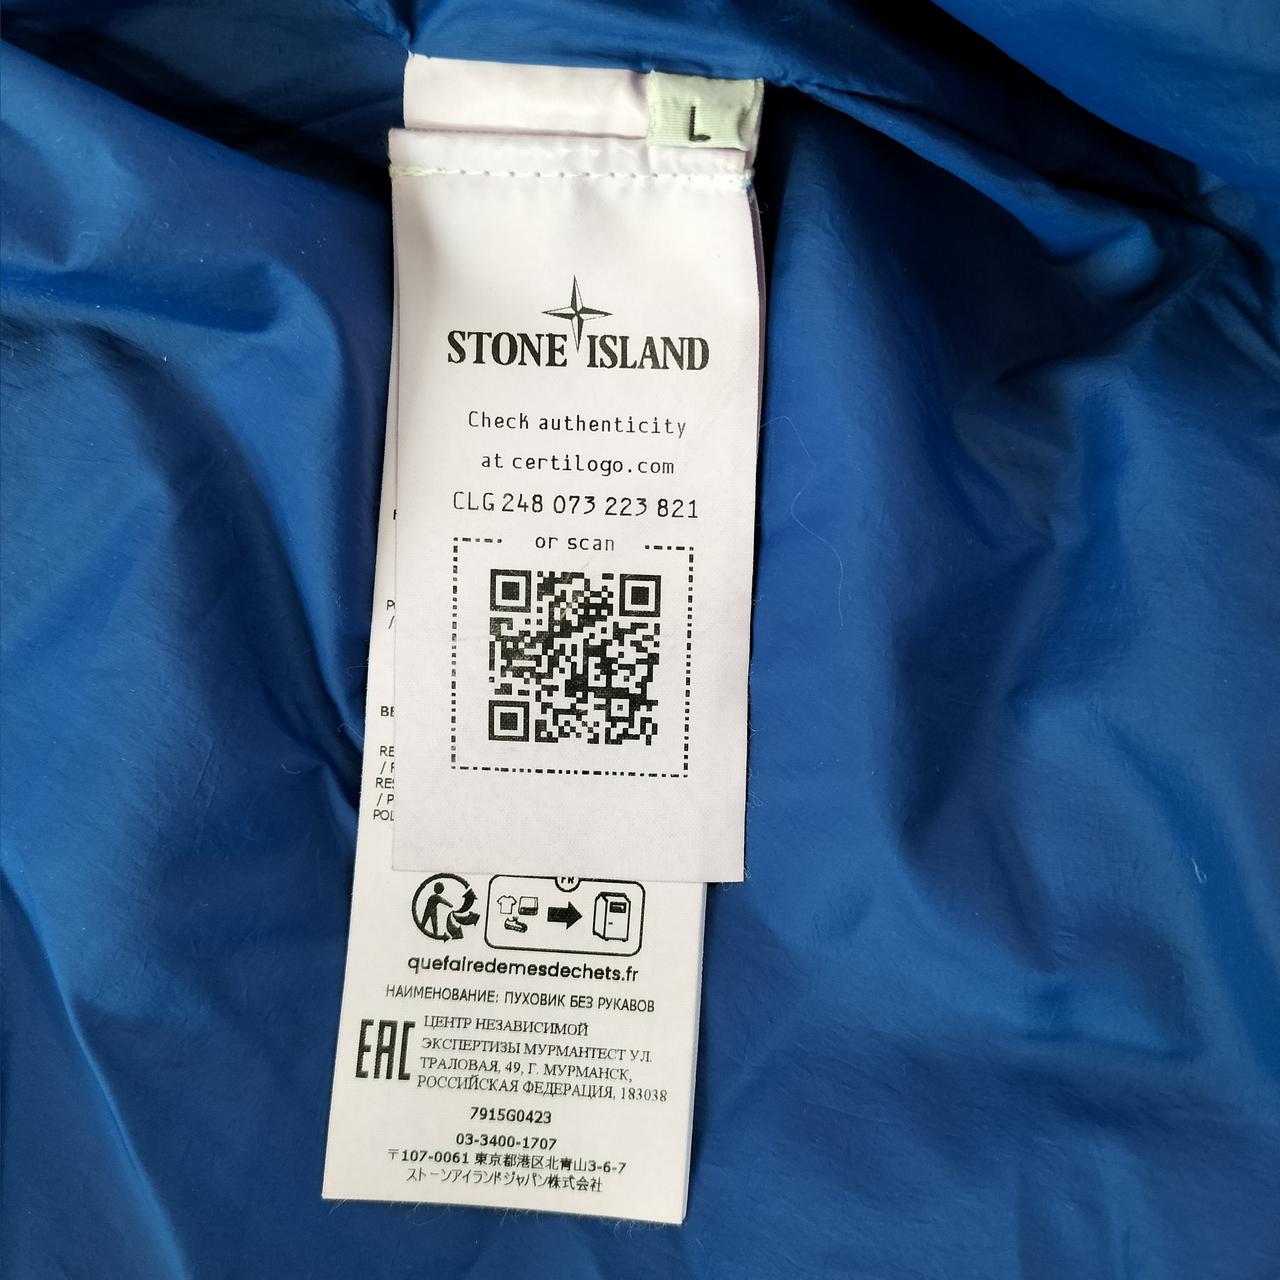 L
STONE ISLAND
Check authenticity
at certilogo.com
CLG 248 073 223 821
or scan
FR
quefairedemesdechets.fr
НАИМЕНОВАНИЕ: ПУХОВИК БЕЗ РУКАВОВ
EAC
ЦЕНТР НЕЗАВИСИМОЙ
ЭКСПЕРТИЗЫ МУРМАНТЕСТ УЛ.
ТРАЛОВАЯ, 49, Г. МУРМАНСК,
РОССИЙСКАЯ ФЕДЕРАЦИЯ, 183038
7915G0423
03-3400-1707
〒107-0061 東京都港区北青山3-6-7
ストーンアイランドジャパン株式会社